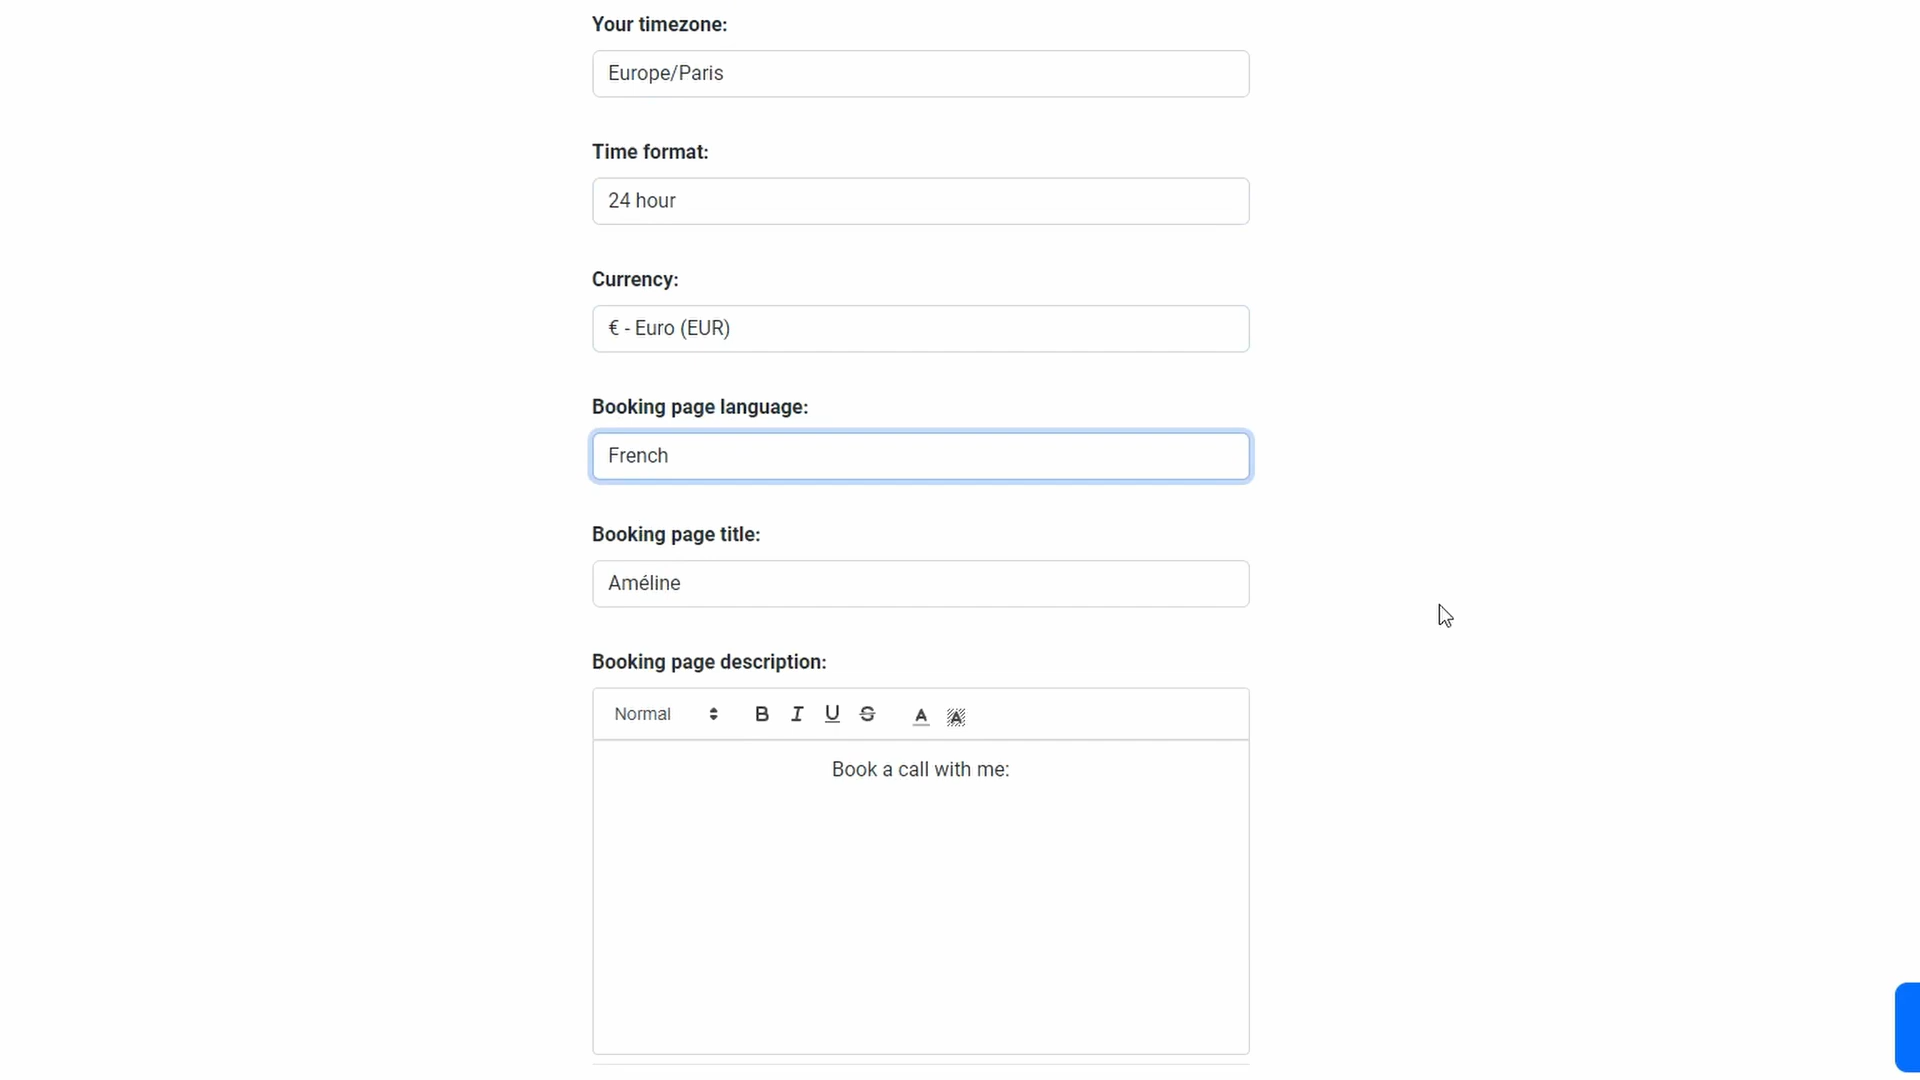 Your timezone:
Europe/Paris
Time format:
24 hour
Currency:
€ - Euro (EUR)
Booking page language:
French
Booking page title:
Améline
Booking page description:
Normal B I U S A A
Book a call with me: